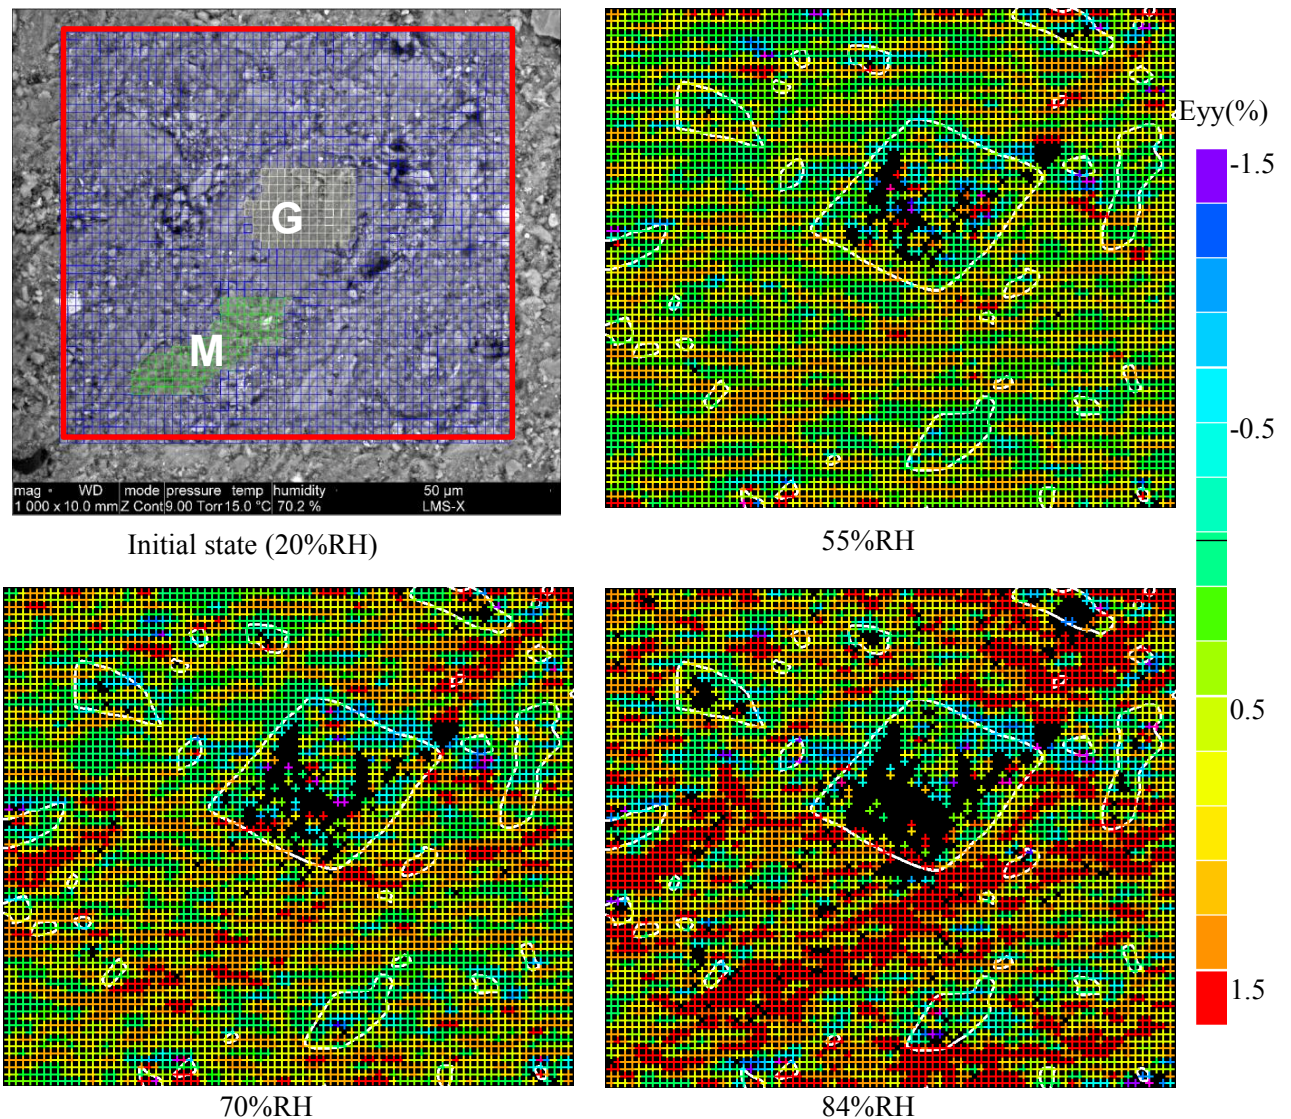 G
M
mag WD mode pressure temp humidity 50 µm
1 000 x 10.0 mm Z Cont 9.00 Torr 15.0 °C 70.2 % LMS-X
Initial state (20%RH)
55%RH
Eyy(%)
-1.5
-0.5
0.5
1.5
70%RH
84%RH